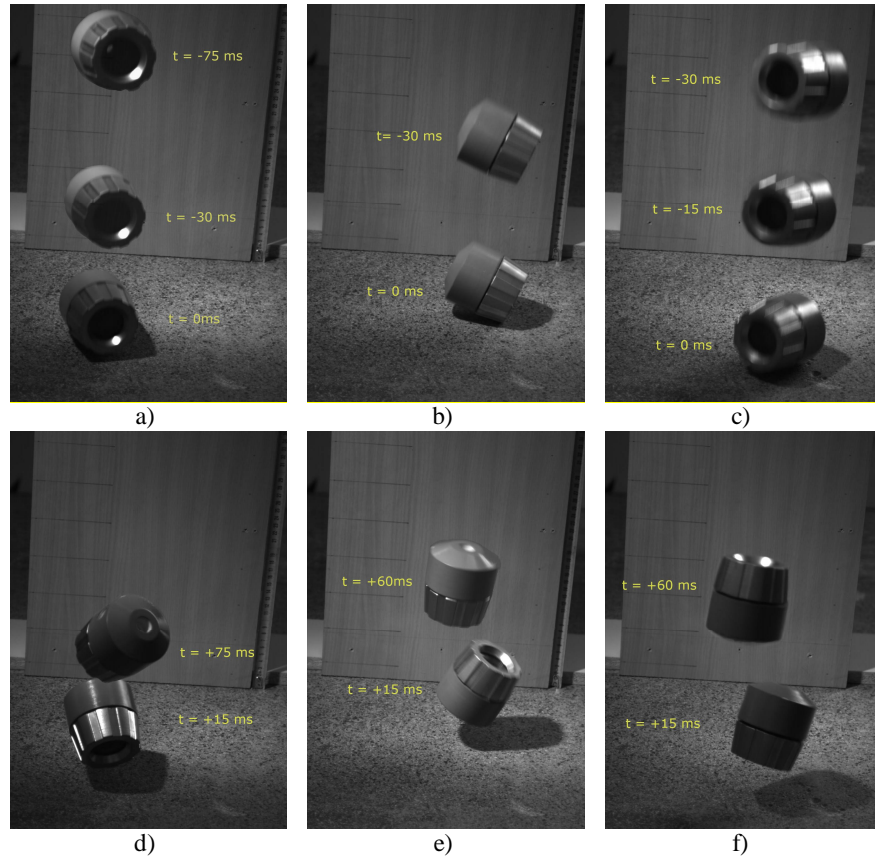 t = -75 ms
t = -30 ms
t = 0ms
a)
t= -30 ms
t = 0 ms
b)
t = -30 ms
t = -15 ms
t = 0 ms
c)
t = +75 ms
t = +15 ms
d)
t = +60ms
t = +15 ms
e)
t = +60 ms
t = +15 ms
f)